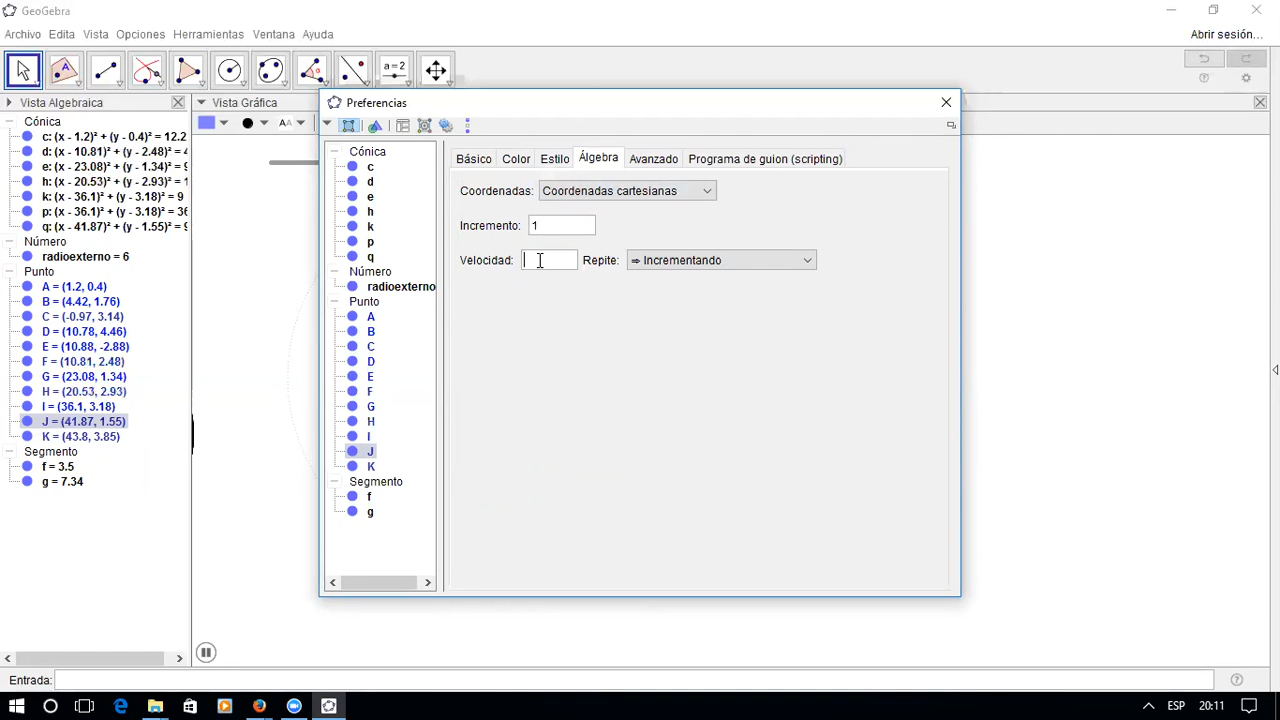 GeoGebra
Archivo Edita Vista Opciones Herramientas Ventana Ayuda
Abrir sesión...
A
a = 2
Vista Algebraica
Vista Gráfica
AA
Cónica
c: (x - 1.2)² + (y - 0.4)² = 12.2
d: (x - 10.81)² + (y - 2.48)² = 4
e: (x - 23.08)² + (y - 1.34)² =
h: (x - 20.53)² + (y - 2.93)² = 1
k: (x - 36.1)² + (y - 3.18)² = 9
p: (x - 36.1)² + (y - 3.18)² = 36
q: (x - 41.87)² + (y - 1.55)² = 9
Número
radioexterno = 6
Punto
A = (1.2, 0.4)
B = (4.42, 1.76)
C = (-0.97, 3.14)
D = (10.78, 4.46)
E = (10.88, -2.88)
F = (10.81, 2.48)
G = (23.08, 1.34)
H = (20.53, 2.93)
I = (36.1, 3.18)
J = (41.87, 1.55)
K = (43.8, 3.85)
Segmento
f = 3.5
g = 7.34
Preferencias
Cónica
c
d
e
h
k
p
q
Número
radioexterno
Punto
A
B
C
D
E
F
G
H
I
J
K
Segmento
f
g
Básico Color Estilo Álgebra Avanzado Programa de guion (scripting)
Coordenadas: Coordenadas cartesianas
Incremento: 1
Velocidad: Repite: ⇒ Incrementando
Entrada:
ESP 20:11